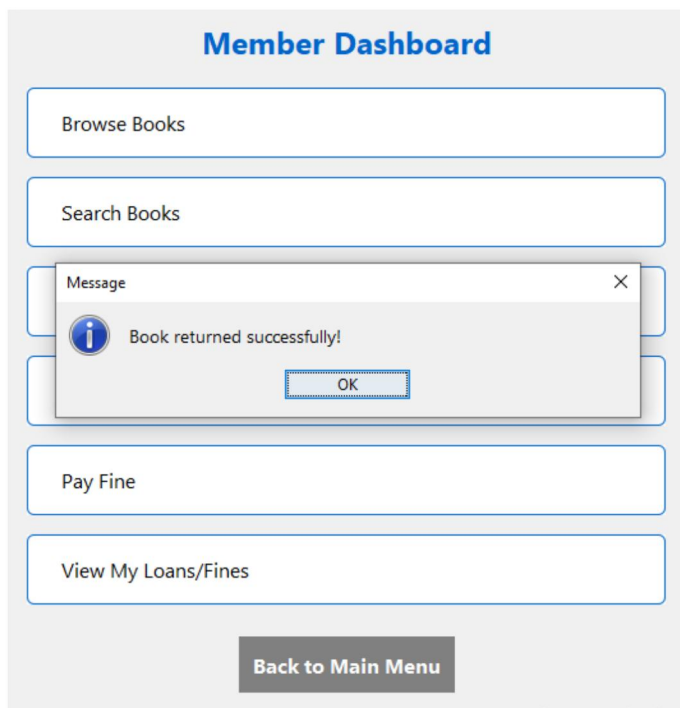 Member Dashboard
Browse Books
Search Books
Message
Book returned successfully!
OK
Pay Fine
View My Loans/Fines
Back to Main Menu